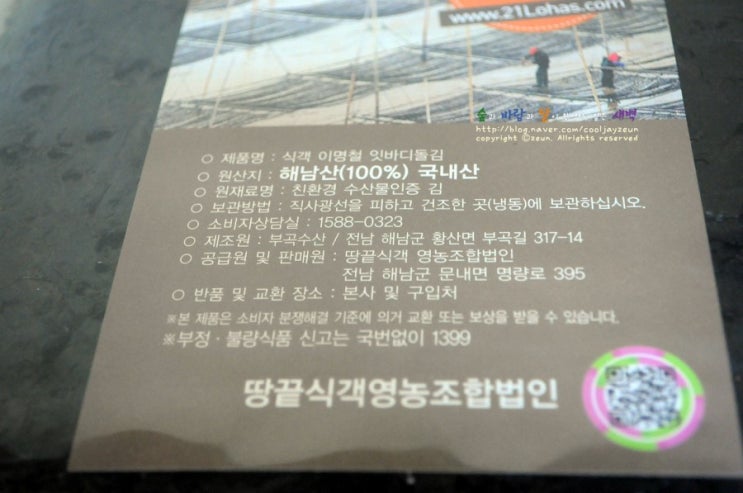 www.21Lohas.com
숲과 바람과 새벽
http://blog.naver.com/cooljayzeun
copyright ©zeun. Allrights reserved
○ 제품명 : 식객 이명철 잇바디돌김
○ 원산지 : 해남산(100%) 국내산
○ 원재료명 : 친환경 수산물인증 김
○ 보관방법 : 직사광선을 피하고 건조한 곳(냉동)에 보관하십시오.
○ 소비자상담실 : 1588-0323
○ 제조원 : 부곡수산 / 전남 해남군 황산면 부곡길 317-14
○ 공급원 및 판매원 : 땅끝식객 영농조합법인
전남 해남군 문내면 명량로 395
○ 반품 및 교환 장소 : 본사 및 구입처
※본 제품은 소비자 분쟁해결 기준에 의거 교환 또는 보상을 받을 수 있습니다.
※부정·불량식품 신고는 국번없이 1399
땅끝식객영농조합법인